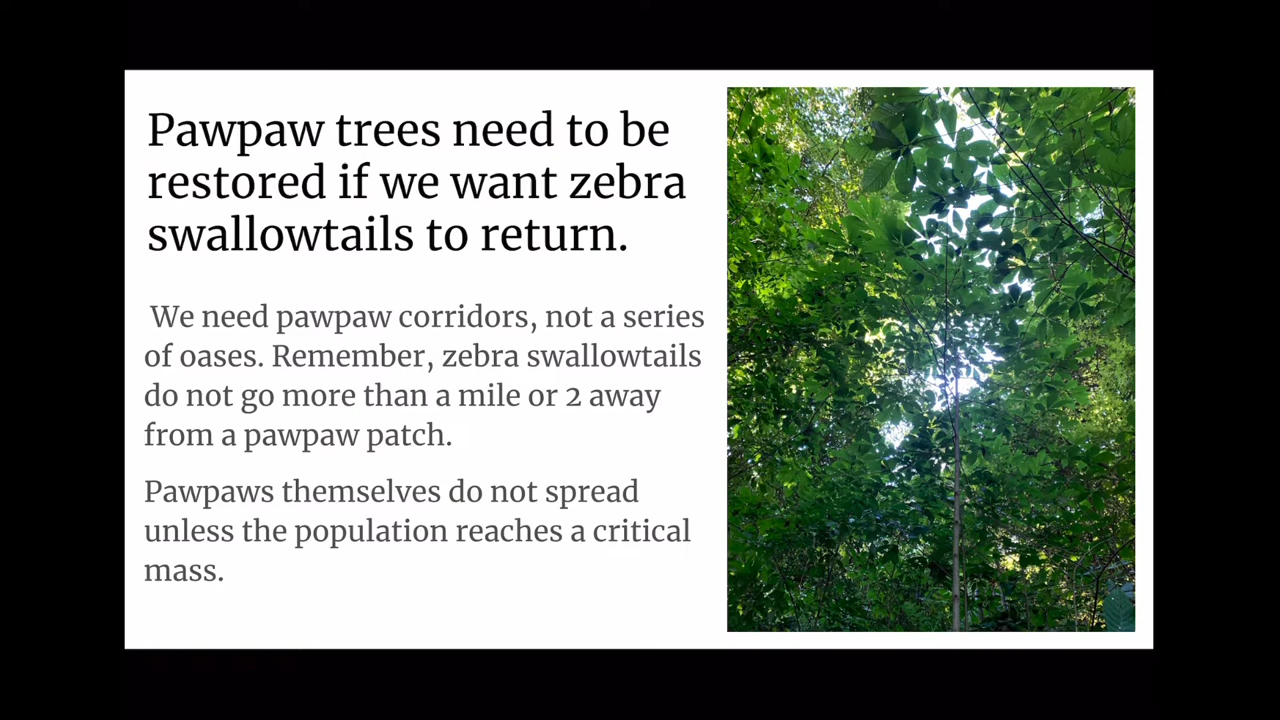 Pawpaw trees need to be
restored if we want zebra
swallowtails to return.
We need pawpaw corridors, not a series
of oases. Remember, zebra swallowtails
do not go more than a mile or 2 away
from a pawpaw patch.
Pawpaws themselves do not spread
unless the population reaches a critical
mass.